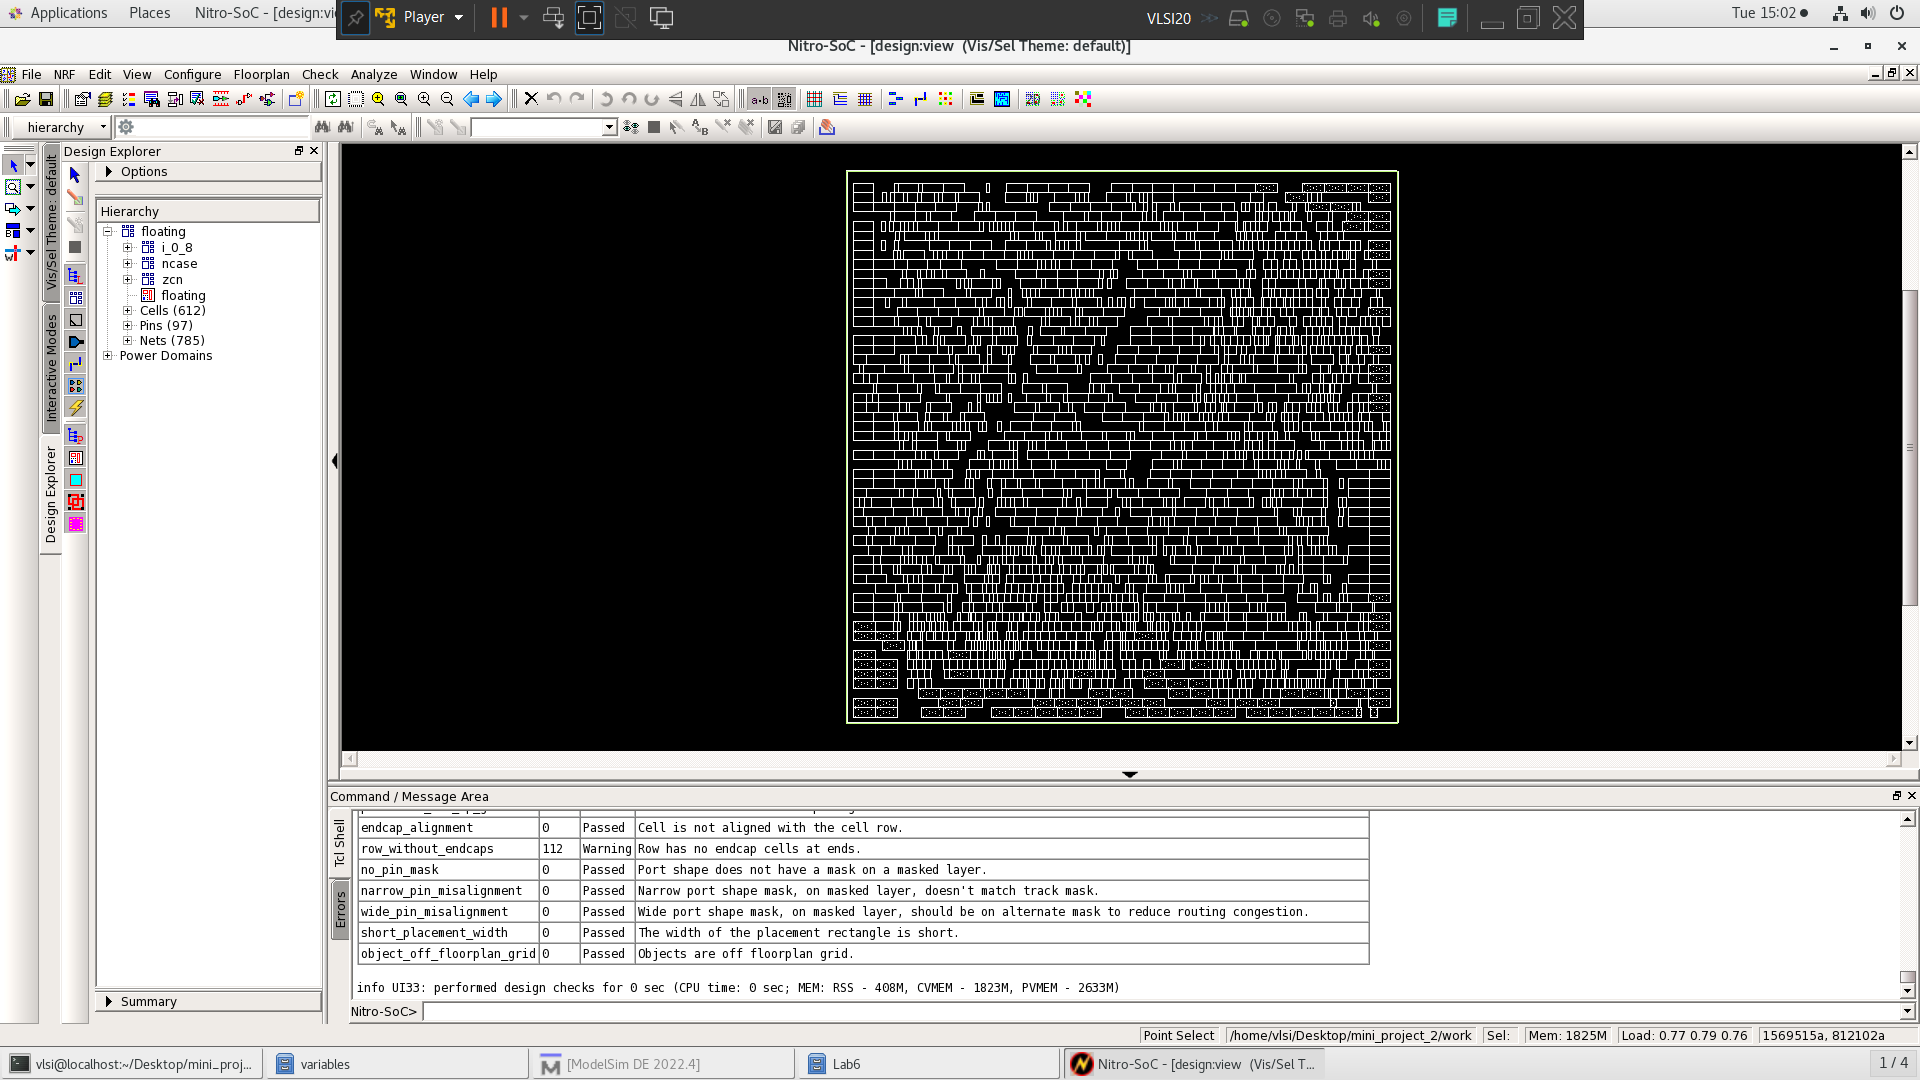 Applications Places Nitro-SoC - [design:vi
Player
VLSI20
Tue 15:02
Nitro-SoC - [design:view (Vis/Sel Theme: default)]
File NRF Edit View Configure Floorplan Check Analyze Window Help
hierarchy
Design Explorer
Options
Hierarchy
floating
i_0_8
ncase
zcn
floating
Cells (612)
Pins (97)
Nets (785)
Power Domains
Summary
Vis/Sel Theme: default
Interactive Modes
Design Explorer
Command / Message Area
Tcl Shell
Errors
endcap_alignment 0 Passed Cell is not aligned with the cell row.
row_without_endcaps 112 Warning Row has no endcap cells at ends.
no_pin_mask 0 Passed Port shape does not have a mask on a masked layer.
narrow_pin_misalignment 0 Passed Narrow port shape mask, on masked layer, doesn't match track mask.
wide_pin_misalignment 0 Passed Wide port shape mask, on masked layer, should be on alternate mask to reduce routing congestion.
short_placement_width 0 Passed The width of the placement rectangle is short.
object_off_floorplan_grid 0 Passed Objects are off floorplan grid.
info UI33: performed design checks for 0 sec (CPU time: 0 sec; MEM: RSS - 408M, CVMEM - 1823M, PVMEM - 2633M)
Nitro-SoC>
Point Select /home/vlsi/Desktop/mini_project_2/work Sel: Mem: 1825M Load: 0.77 0.79 0.76 1569515a, 812102a
vlsi@localhost:~/Desktop/mini_proj... variables [ModelSim DE 2022.4] Lab6 Nitro-SoC - [design:view (Vis/Sel T... 1 / 4